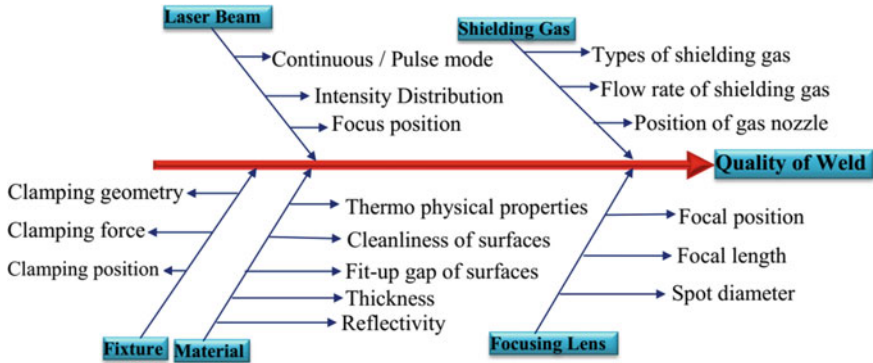 Laser Beam
Continuous / Pulse mode
Intensity Distribution
Focus position
Shielding Gas
Types of shielding gas
Flow rate of shielding gas
Position of gas nozzle
Quality of Weld
Clamping geometry
Clamping force
Clamping position
Fixture
Thermo physical properties
Cleanliness of surfaces
Fit-up gap of surfaces
Thickness
Reflectivity
Material
Focal position
Focal length
Spot diameter
Focusing Lens